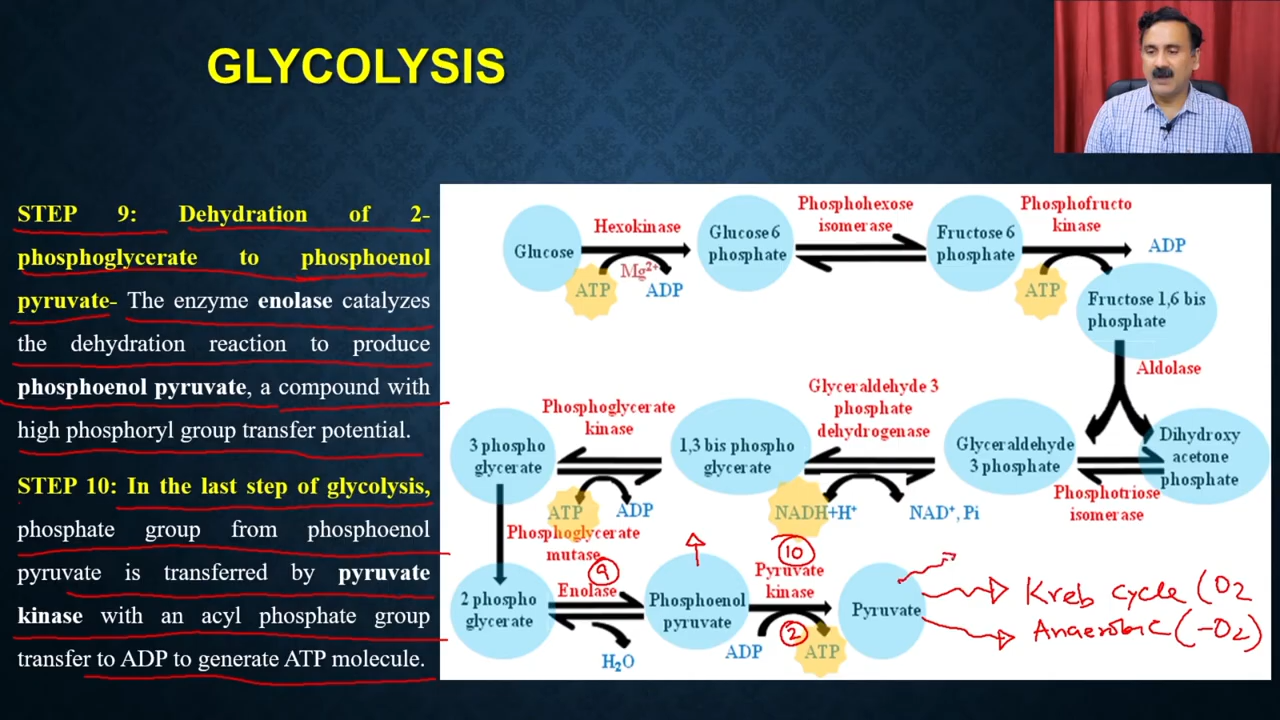 GLYCOLYSIS
STEP 9: Dehydration of 2-
phosphoglycerate to phosphoenol
pyruvate- The enzyme enolase catalyzes
the dehydration reaction to produce
phosphoenol pyruvate, a compound with
high phosphoryl group transfer potential.
STEP 10: In the last step of glycolysis,
phosphate group from phosphoenol
pyruvate is transferred by pyruvate
kinase with an acyl phosphate group
transfer to ADP to generate ATP molecule.
Glucose
Hexokinase
Mg²⁺
ATP
ADP
Glucose 6
phosphate
Phosphohexose
isomerase
Fructose 6
phosphate
Phosphofructo
kinase
ATP
ADP
Fructose 1,6 bis
phosphate
Aldolase
Dihydroxy
acetone
phosphate
Phosphotriose
isomerase
Glyceraldehyde
3 phosphate
Glyceraldehyde 3
phosphate
dehydrogenase
NADH+H⁺
NAD⁺, Pi
1,3 bis phospho
glycerate
Phosphoglycerate
kinase
ATP
ADP
3 phospho
glycerate
Phosphoglycerate
mutase
2 phospho
glycerate
9
Enolase
H₂O
Phosphoenol
pyruvate
10
Pyruvate
kinase
2
ADP
ATP
Pyruvate
Kreb cycle (O2
Anaerobic (-O2)